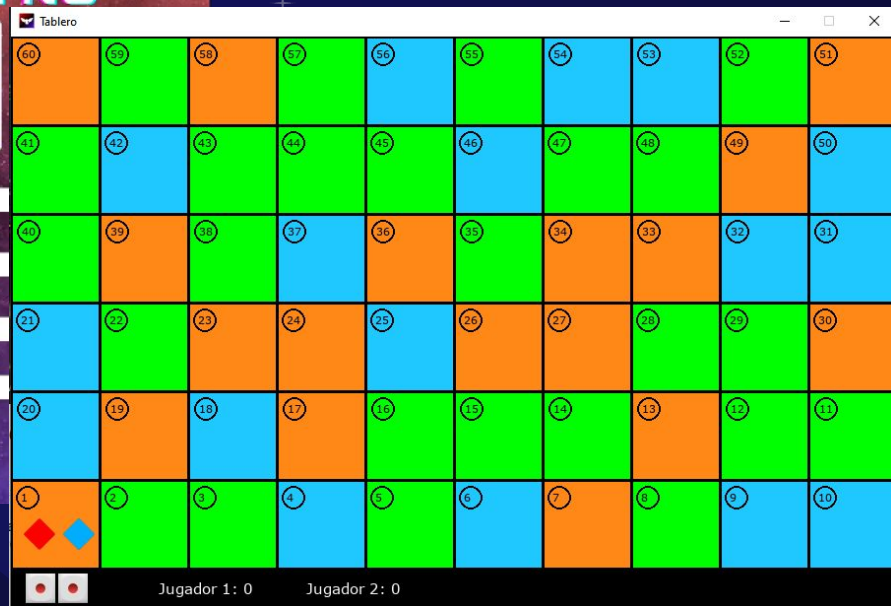 Tablero
60 59 58 57 56 55 54 53 52 51
41 42 43 44 45 46 47 48 49 50
40 39 38 37 36 35 34 33 32 31
21 22 23 24 25 26 27 28 29 30
20 19 18 17 16 15 14 13 12 11
1 2 3 4 5 6 7 8 9 10
Jugador 1: 0 Jugador 2: 0